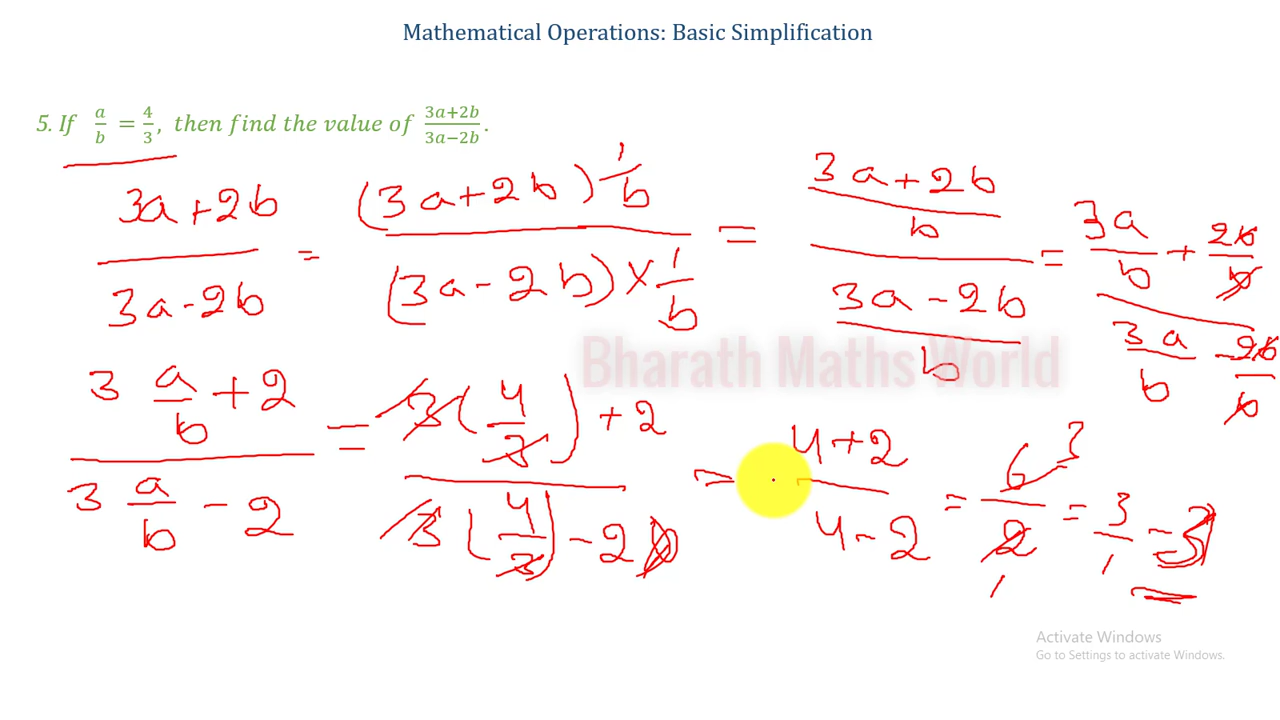 Mathematical Operations: Basic Simplification
5. If a/b = 4/3, then find the value of 3a+2b/3a−2b.
3a+2b/3a-2b = (3a+2b)1/b/(3a-2b)×1/b = 3a+2b/b/3a-2b/b = 3a/b + 2b/b/3a/b - 2b/b
Bharath Maths World
3 a/b + 2/3 a/b - 2 = 3(4/3) + 2/3(4/3) - 2b = 4+2/4-2 = 6/2 3/1 = 3/1 = 3
Activate Windows
Go to Settings to activate Windows.